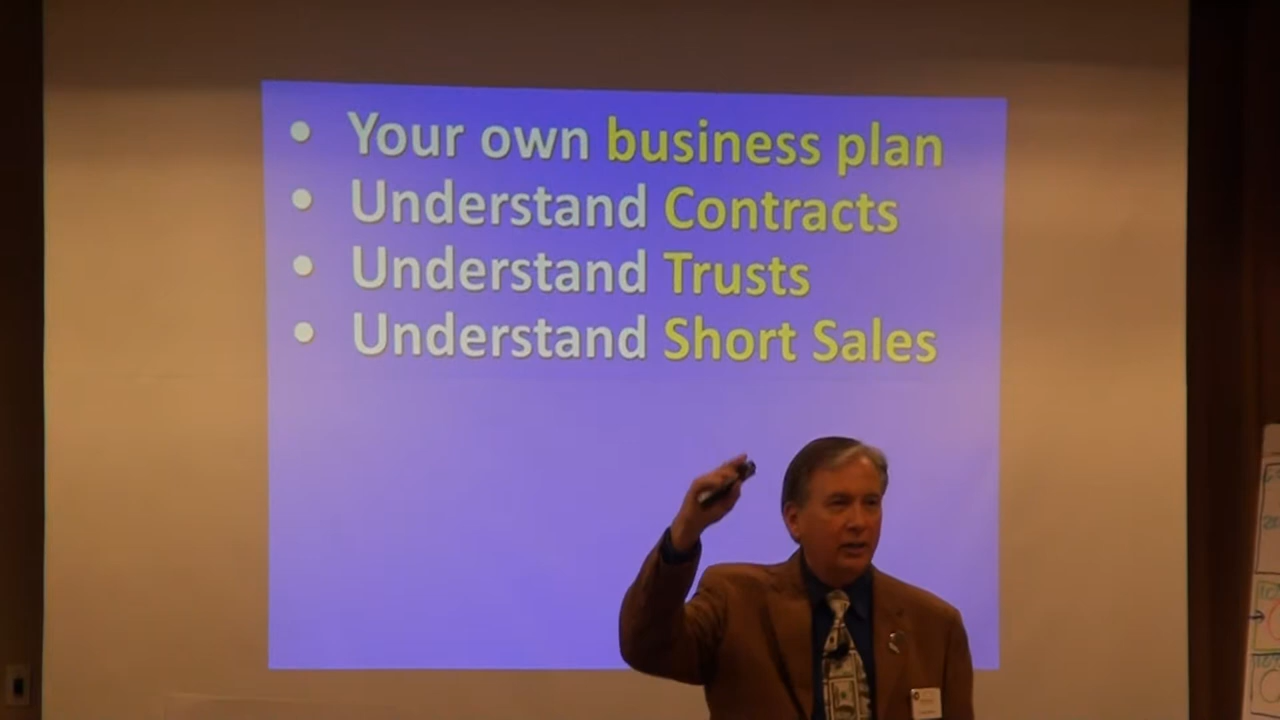 • Your own business plan
• Understand Contracts
• Understand Trusts
• Understand Short Sales